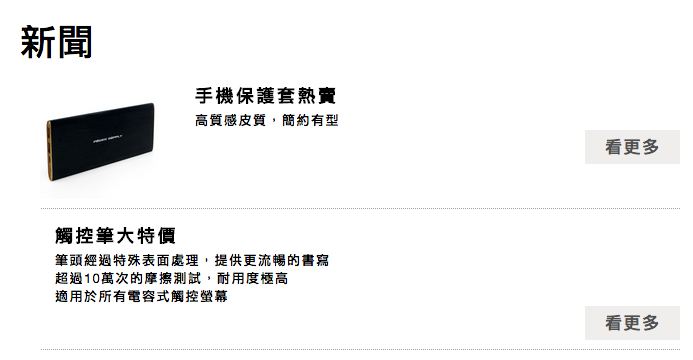 新聞
手機保護套熱賣
高質感皮質，簡約有型
看更多
觸控筆大特價
筆頭經過特殊表面處理，提供更流暢的書寫
超過10萬次的摩擦測試，耐用度極高
適用於所有電容式觸控螢幕
看更多